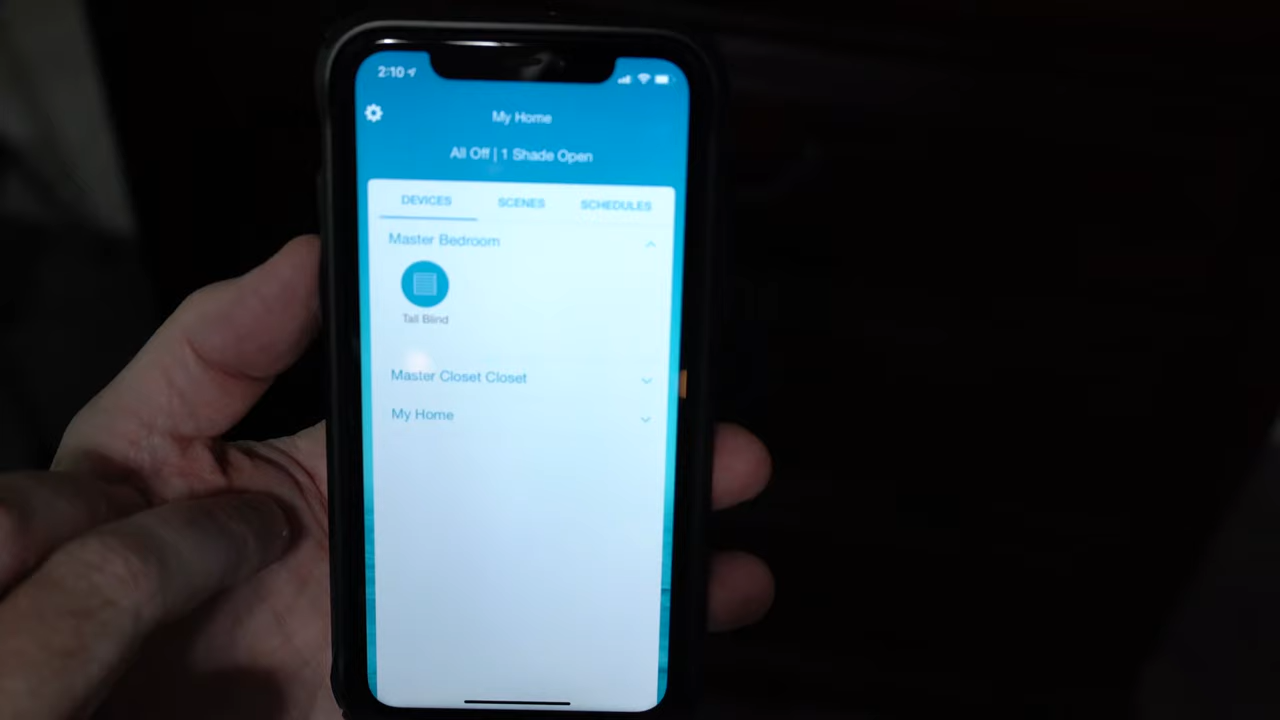 2:10
My Home
All Off | 1 Shade Open
DEVICES SCENES SCHEDULES
Master Bedroom
Tall Blind
Master Closet Closet
My Home